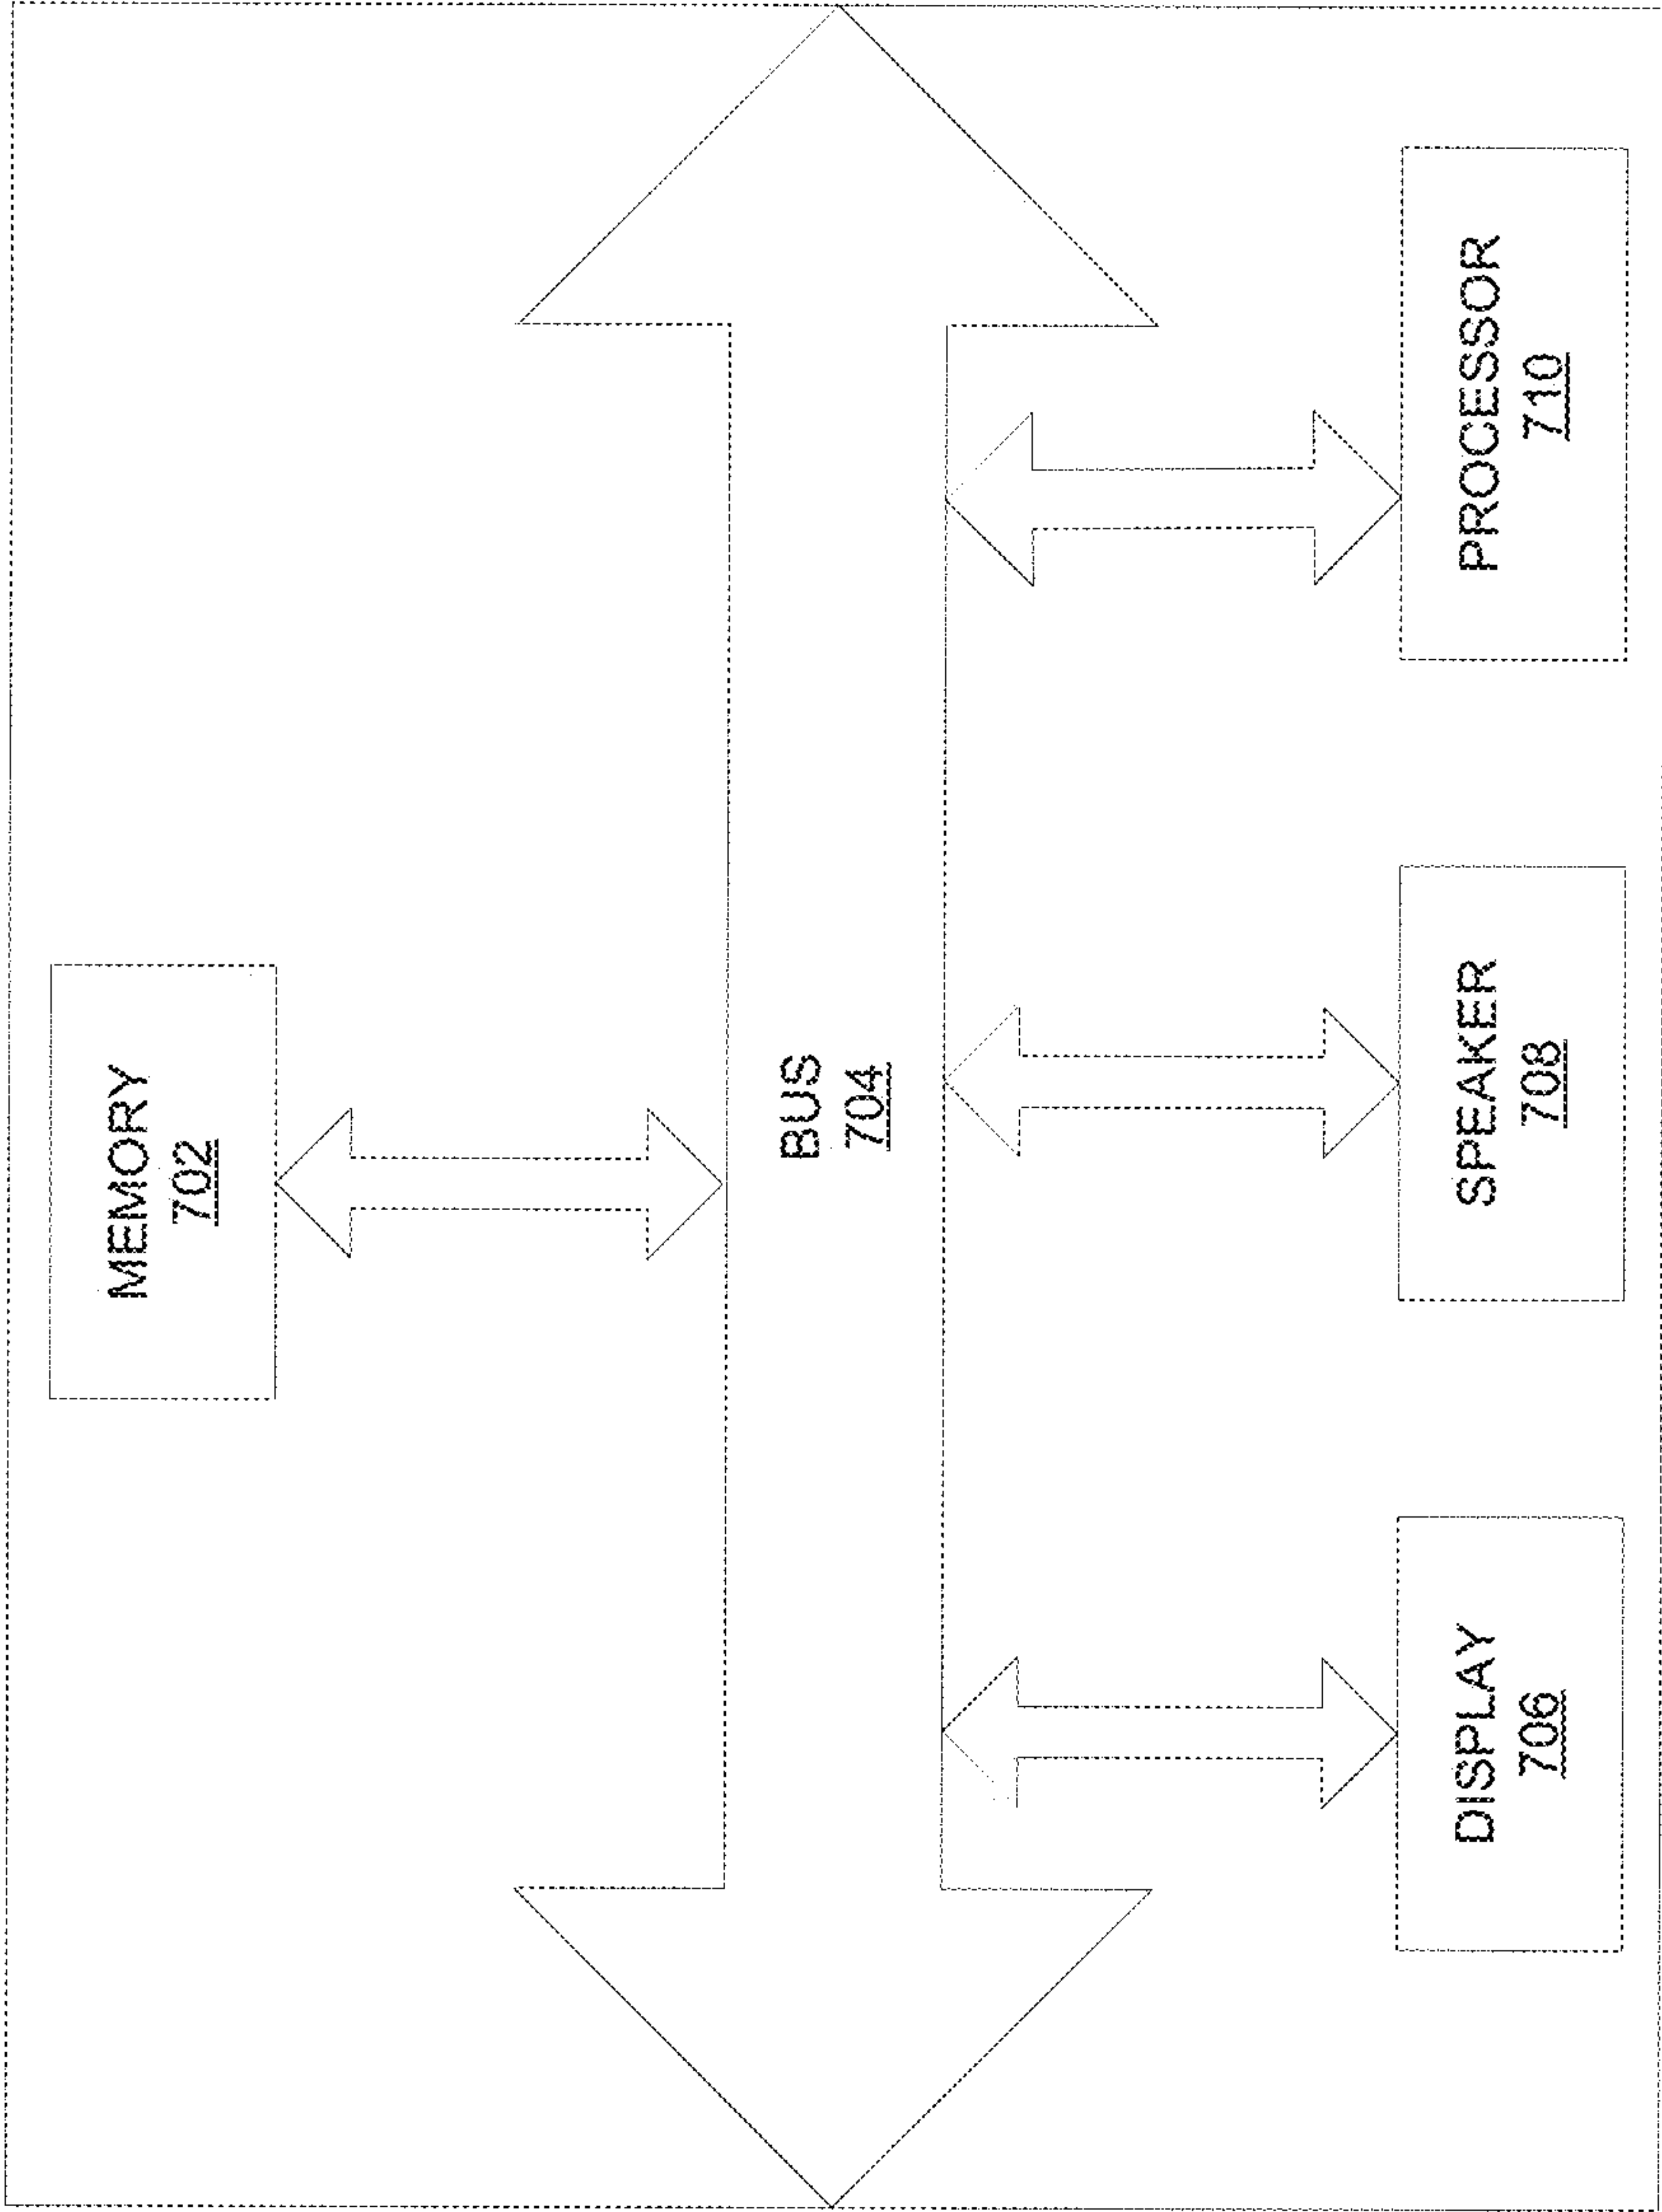 MEMORY
702
BUS
704
DISPLAY
706
SPEAKER
708
PROCESSOR
710